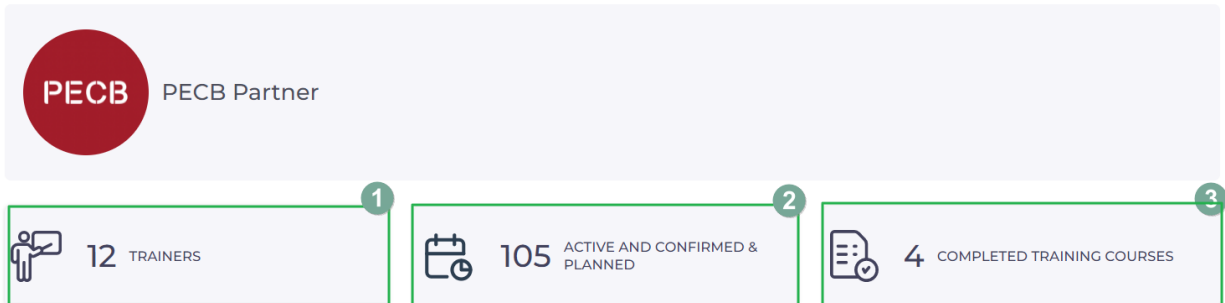 PECB
PECB Partner
1
2
3
12 TRAINERS
105 ACTIVE AND CONFIRMED &
PLANNED
4 COMPLETED TRAINING COURSES